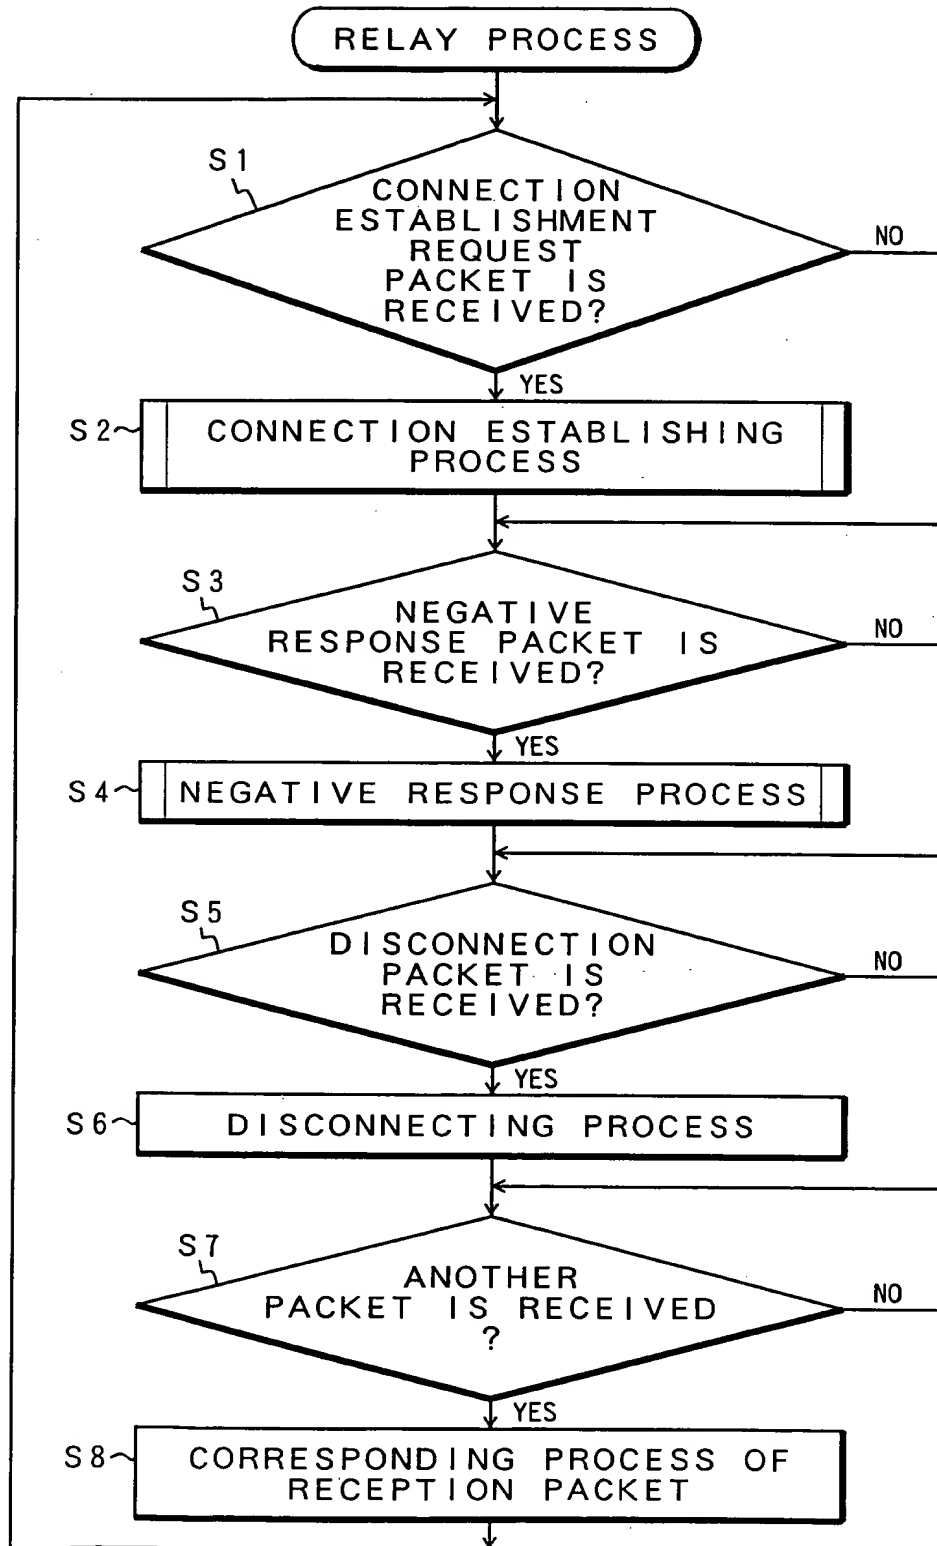 RELAY PROCESS
S1
CONNECTION
ESTABLISHMENT
REQUEST
PACKET IS
RECEIVED?
NO
YES
S2
CONNECTION ESTABLISHING
PROCESS
S3
NEGATIVE
RESPONSE PACKET IS
RECEIVED?
NO
YES
S4
NEGATIVE RESPONSE PROCESS
S5
DISCONNECTION
PACKET IS
RECEIVED?
NO
YES
S6
DISCONNECTING PROCESS
S7
ANOTHER
PACKET IS RECEIVED
?
NO
YES
S8
CORRESPONDING PROCESS OF
RECEPTION PACKET